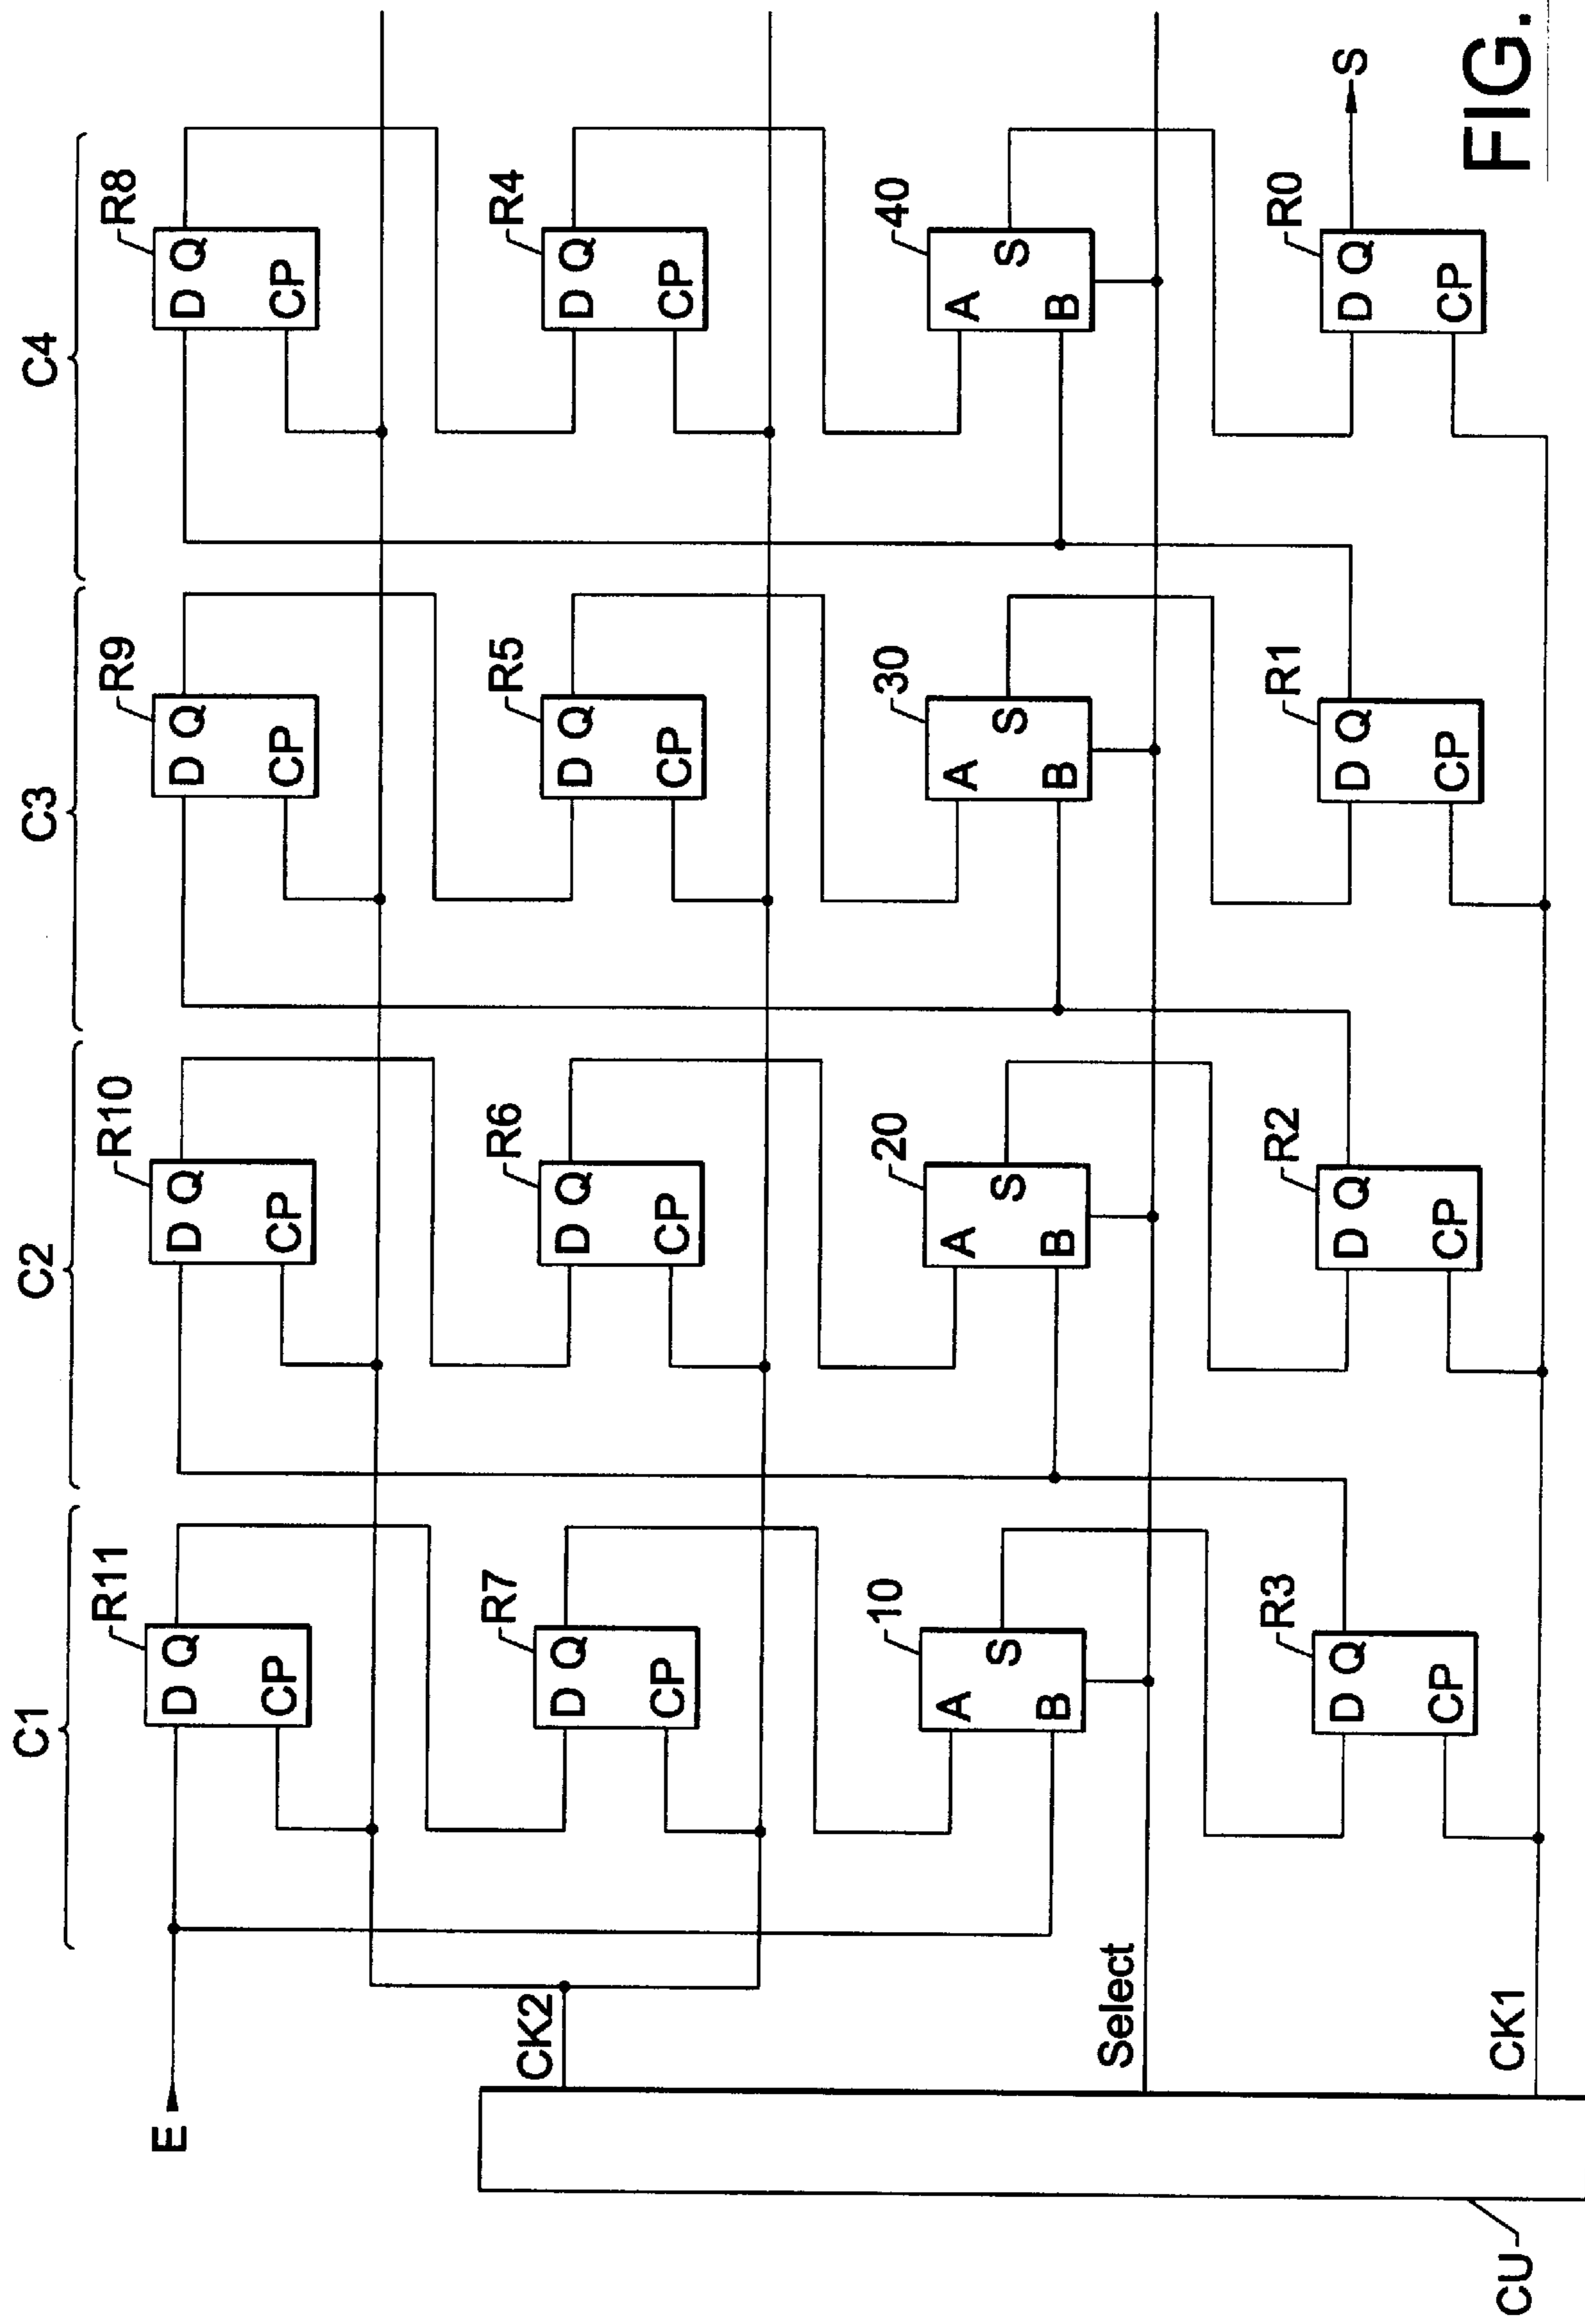 C1 C2 C3 C4
R11 R10 R9 R8
D Q D Q D Q D Q
CP CP CP CP
E
R7 R6 R5 R4
D Q D Q D Q D Q
CP CP CP CP
CK2
10 20 30 40
A S A S A S A S
B B B B
Select
R3 R2 R1 R0
D Q D Q D Q D Q
S
CP CP CP CP
CK1
CU
FIG.